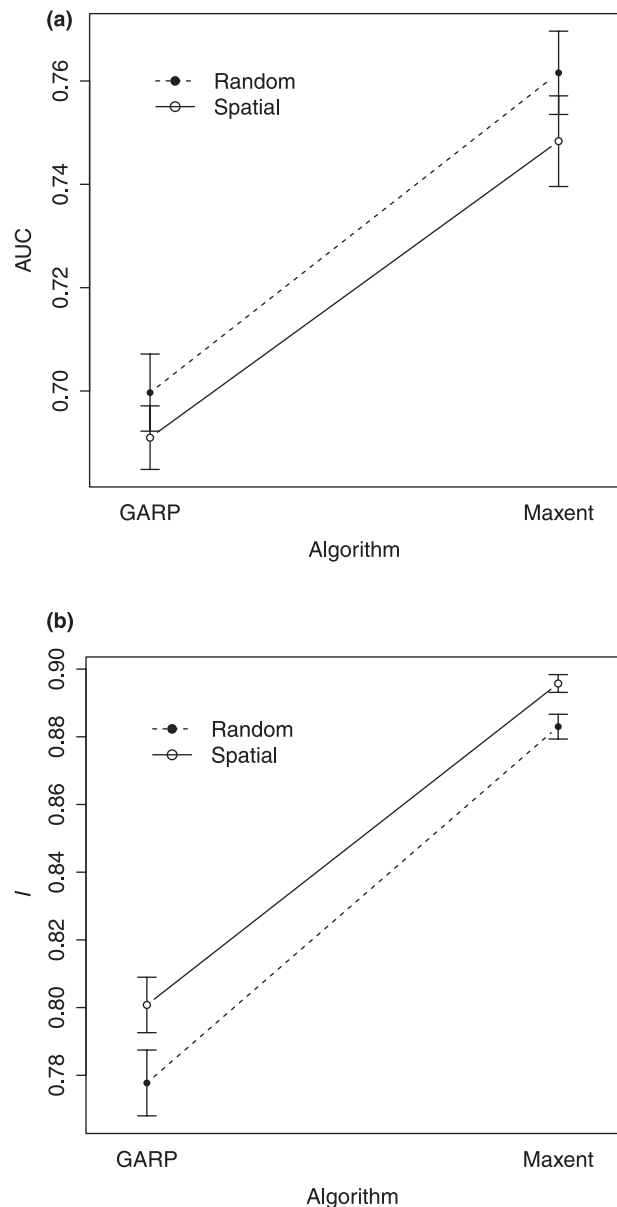 (a)
0.76
0.74
0.72
0.70
AUC
Random
Spatial
GARP
Maxent
Algorithm
(b)
0.90
0.88
0.86
0.84
0.82
0.80
0.78
I
Random
Spatial
GARP
Maxent
Algorithm